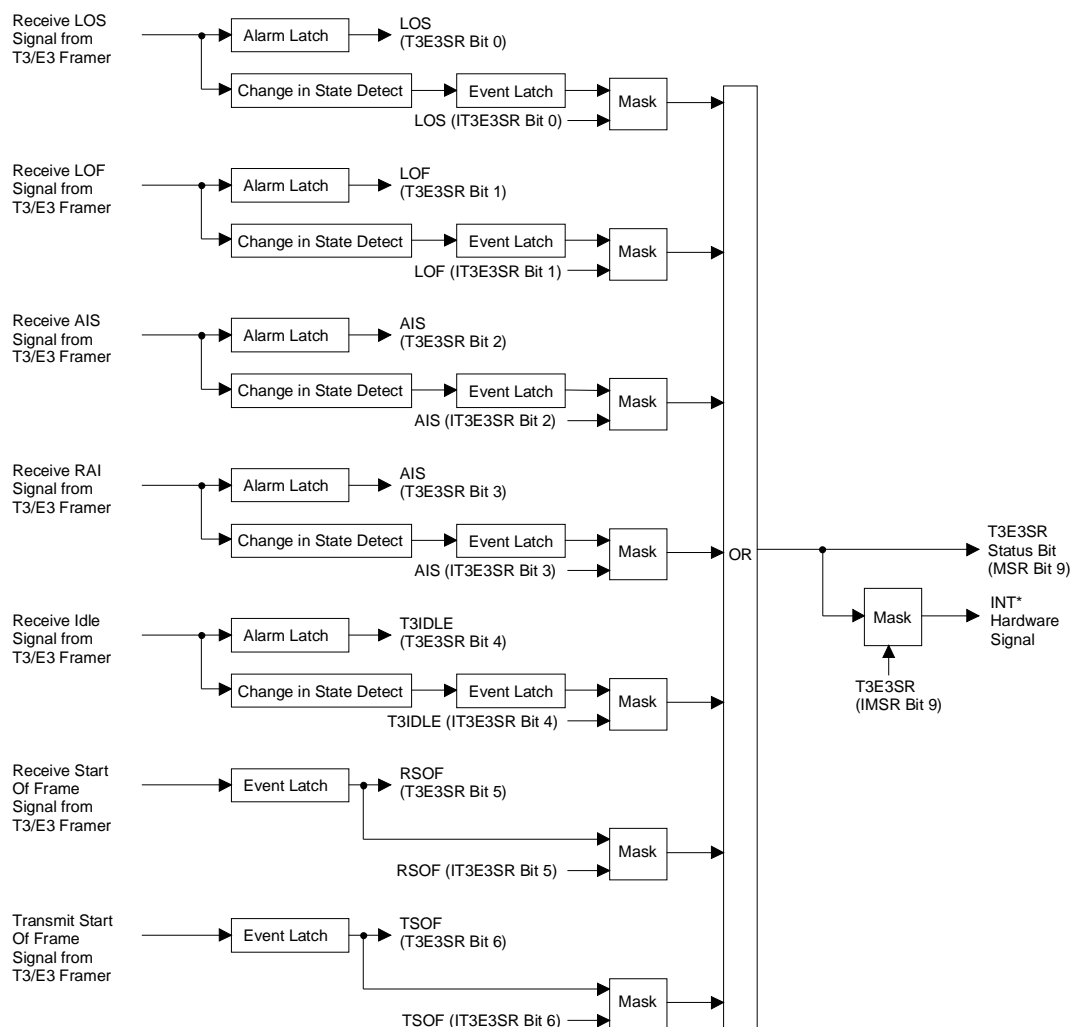 Receive LOS
Signal from
T3/E3 Framer
Alarm Latch
LOS
(T3E3SR Bit 0)
Change in State Detect
Event Latch
Mask
LOS (IT3E3SR Bit 0)
Receive LOF
Signal from
T3/E3 Framer
Alarm Latch
LOF
(T3E3SR Bit 1)
Change in State Detect
Event Latch
Mask
LOF (IT3E3SR Bit 1)
Receive AIS
Signal from
T3/E3 Framer
Alarm Latch
AIS
(T3E3SR Bit 2)
Change in State Detect
Event Latch
Mask
AIS (IT3E3SR Bit 2)
Receive RAI
Signal from
T3/E3 Framer
Alarm Latch
AIS
(T3E3SR Bit 3)
Change in State Detect
Event Latch
Mask
AIS (IT3E3SR Bit 3)
OR
T3E3SR
Status Bit
(MSR Bit 9)
Mask
INT*
Hardware
Signal
T3E3SR
(IMSR Bit 9)
Receive Idle
Signal from
T3/E3 Framer
Alarm Latch
T3IDLE
(T3E3SR Bit 4)
Change in State Detect
Event Latch
Mask
T3IDLE (IT3E3SR Bit 4)
Receive Start
Of Frame
Signal from
T3/E3 Framer
Event Latch
RSOF
(T3E3SR Bit 5)
Mask
RSOF (IT3E3SR Bit 5)
Transmit Start
Of Frame
Signal from
T3/E3 Framer
Event Latch
TSOF
(T3E3SR Bit 6)
Mask
TSOF (IT3E3SR Bit 6)